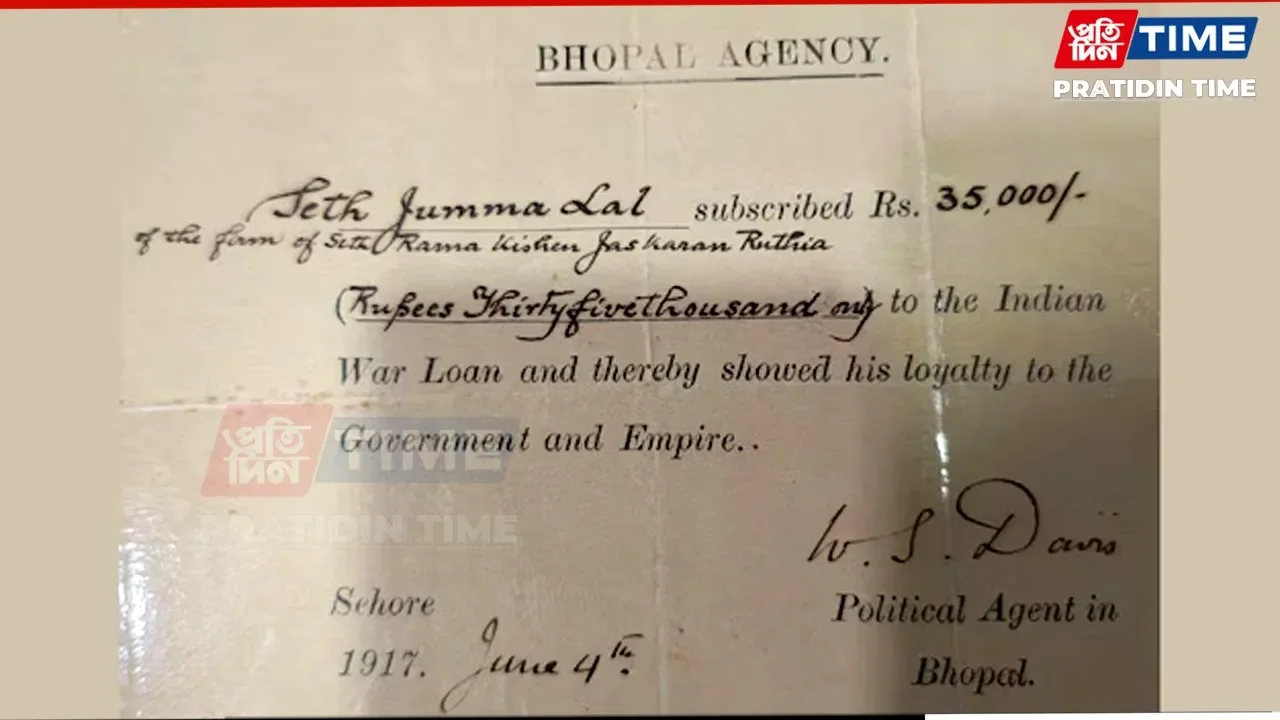 প্রতি
দিন TIME
PRATIDIN TIME
BHOPAL AGENCY.
Seth Jumma Lal subscribed Rs. 35,000/-
of the firm of Seth Rama Kishen Jaskaran Ruthia
(Rupees Thirtyfivethousand only) to the Indian
War Loan and thereby showed his loyalty to the
Government and Empire..
প্রতি
দিন TIME
PRATIDIN TIME
W. S. Davis
Sehore
Political Agent in
1917. June 4th.
Bhopal.